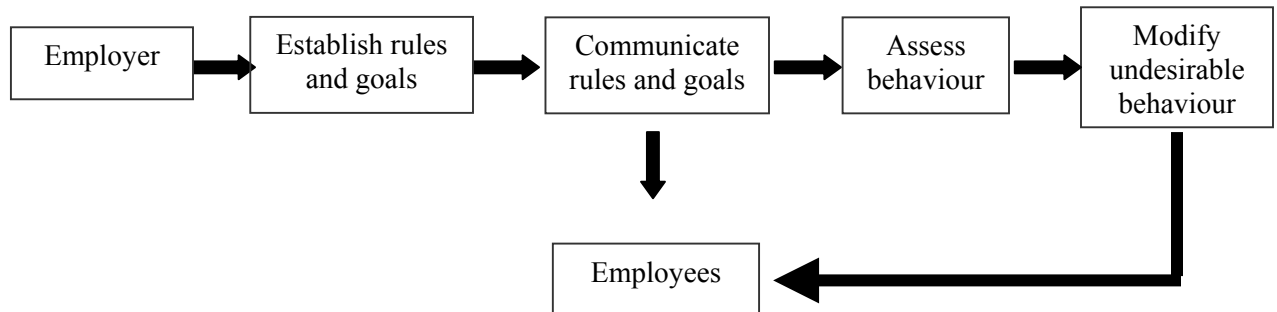 Employer
Establish rules
and goals
Communicate
rules and goals
Assess
behaviour
Modify
undesirable
behaviour
Employees